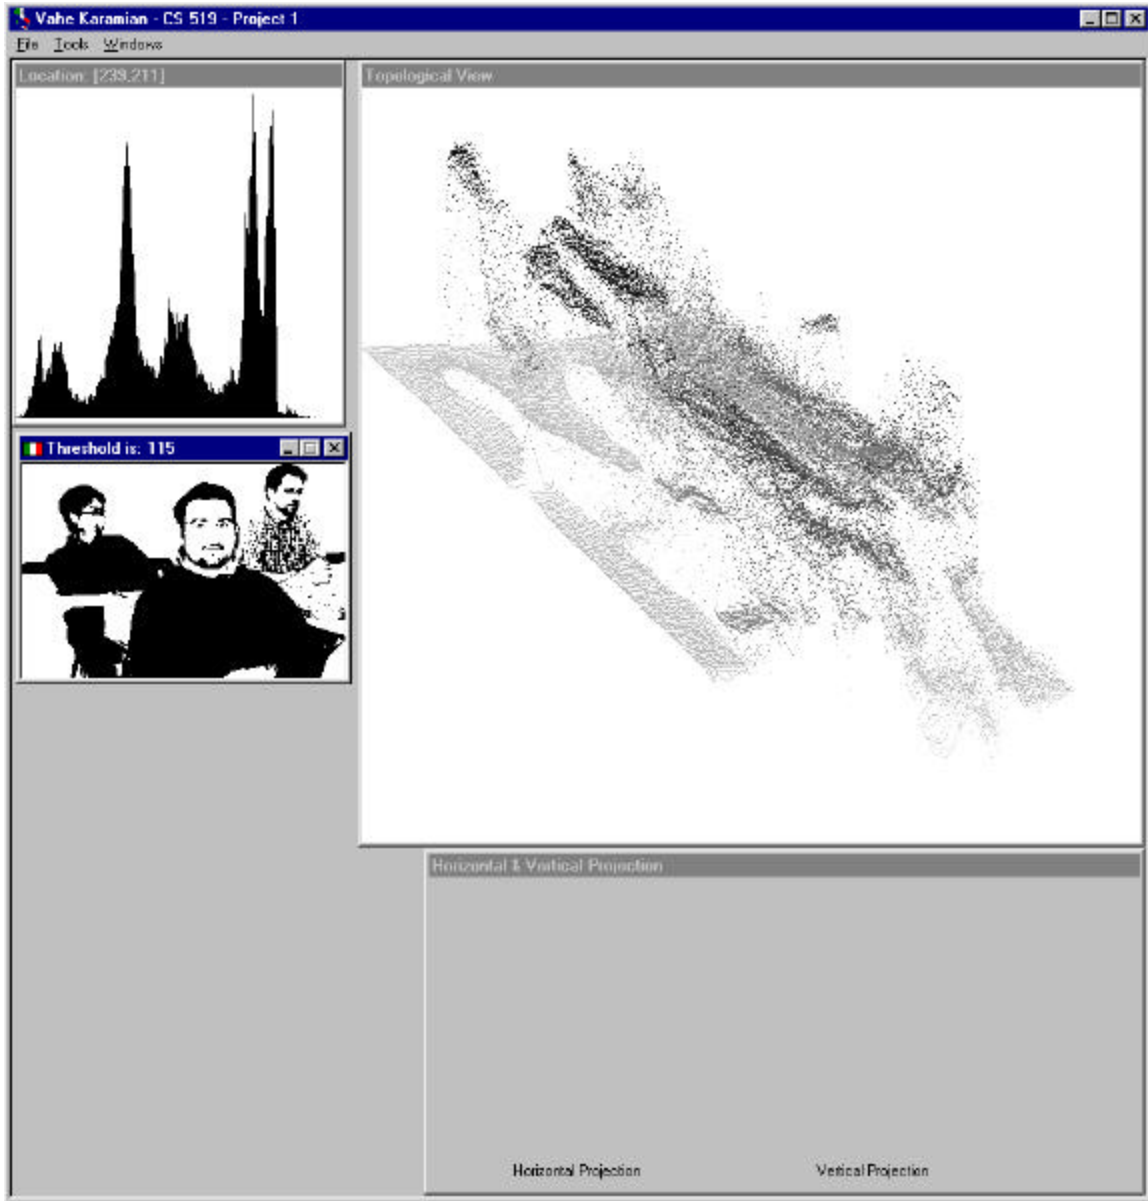 Vahe Karamian - CS 519 - Project 1
File Tools Windows
Location: [239,211]
Topological View
Threshold is: 115
Horizontal & Vertical Projection
Horizontal Projection Vertical Projection